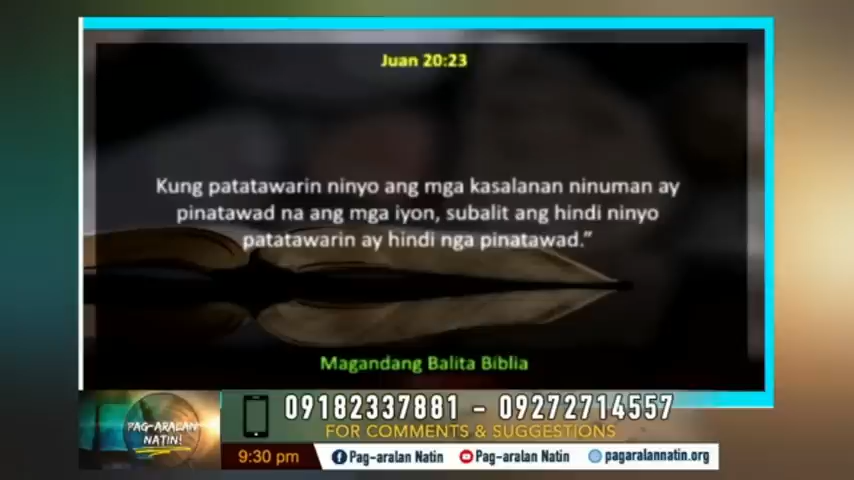 Juan 20:23
Kung patatawarin ninyo ang mga kasalanan ninuman ay
pinatawad na ang mga iyon, subalit ang hindi ninyo
patatawarin ay hindi nga pinatawad.”
Magandang Balita Biblia
PAG-ARALAN
NATIN!
09182337881 - 09272714557
FOR COMMENTS & SUGGESTIONS
9:30 pm
Pag-aralan Natin
Pag-aralan Natin
pagaralannatin.org